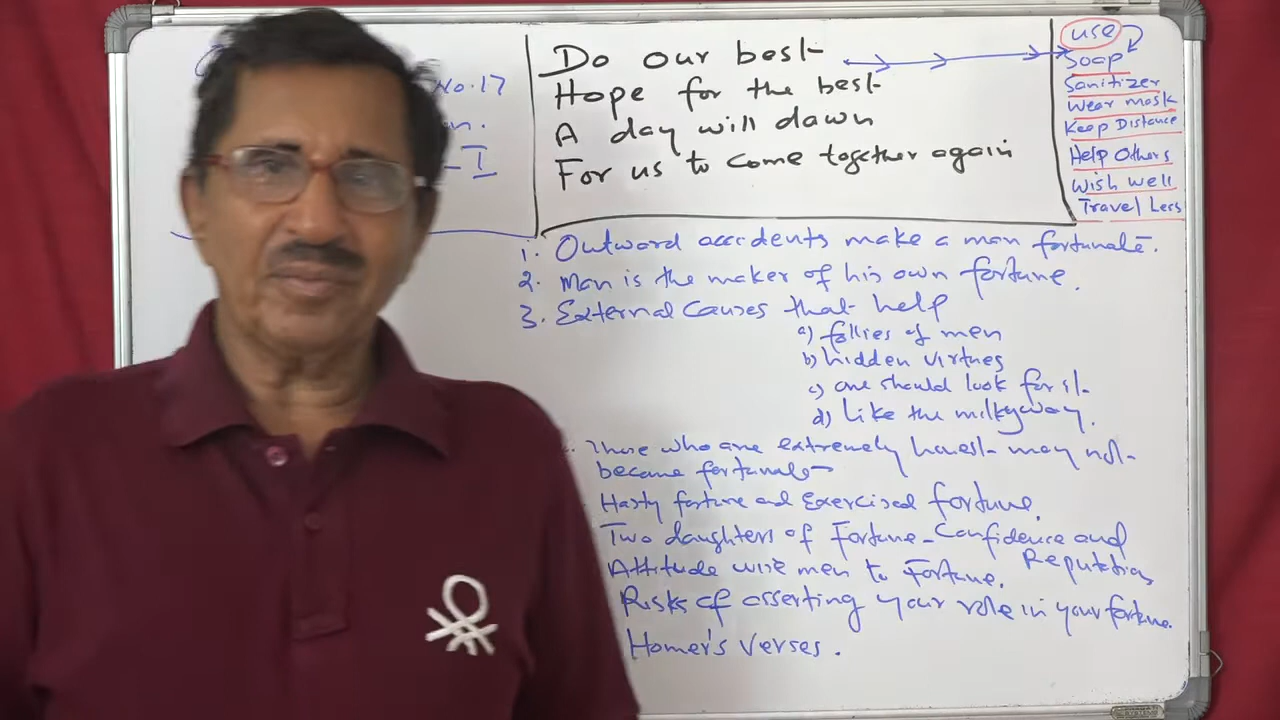 No.17
I
Do our best
Hope for the best
A day will dawn
For us to come together again
use
Soap
Sanitizer
Wear mask
Keep Distance
Help Others
Wish well
Travel Less
1. Outward accidents make a man fortunate.
2. Man is the maker of his own fortune.
3. External Causes that help
a) follies of men
b) hidden virtues
c) one should look for it.
d) Like the milkyway.
Those who are extremely honest may not
become fortunate
Hasty fortune and Exercised fortune.
Two daughters of Fortune - Confidence and
Reputation
Attitude wise men to Fortune.
Risks of asserting your role in your fortune.
Homer's Verses.